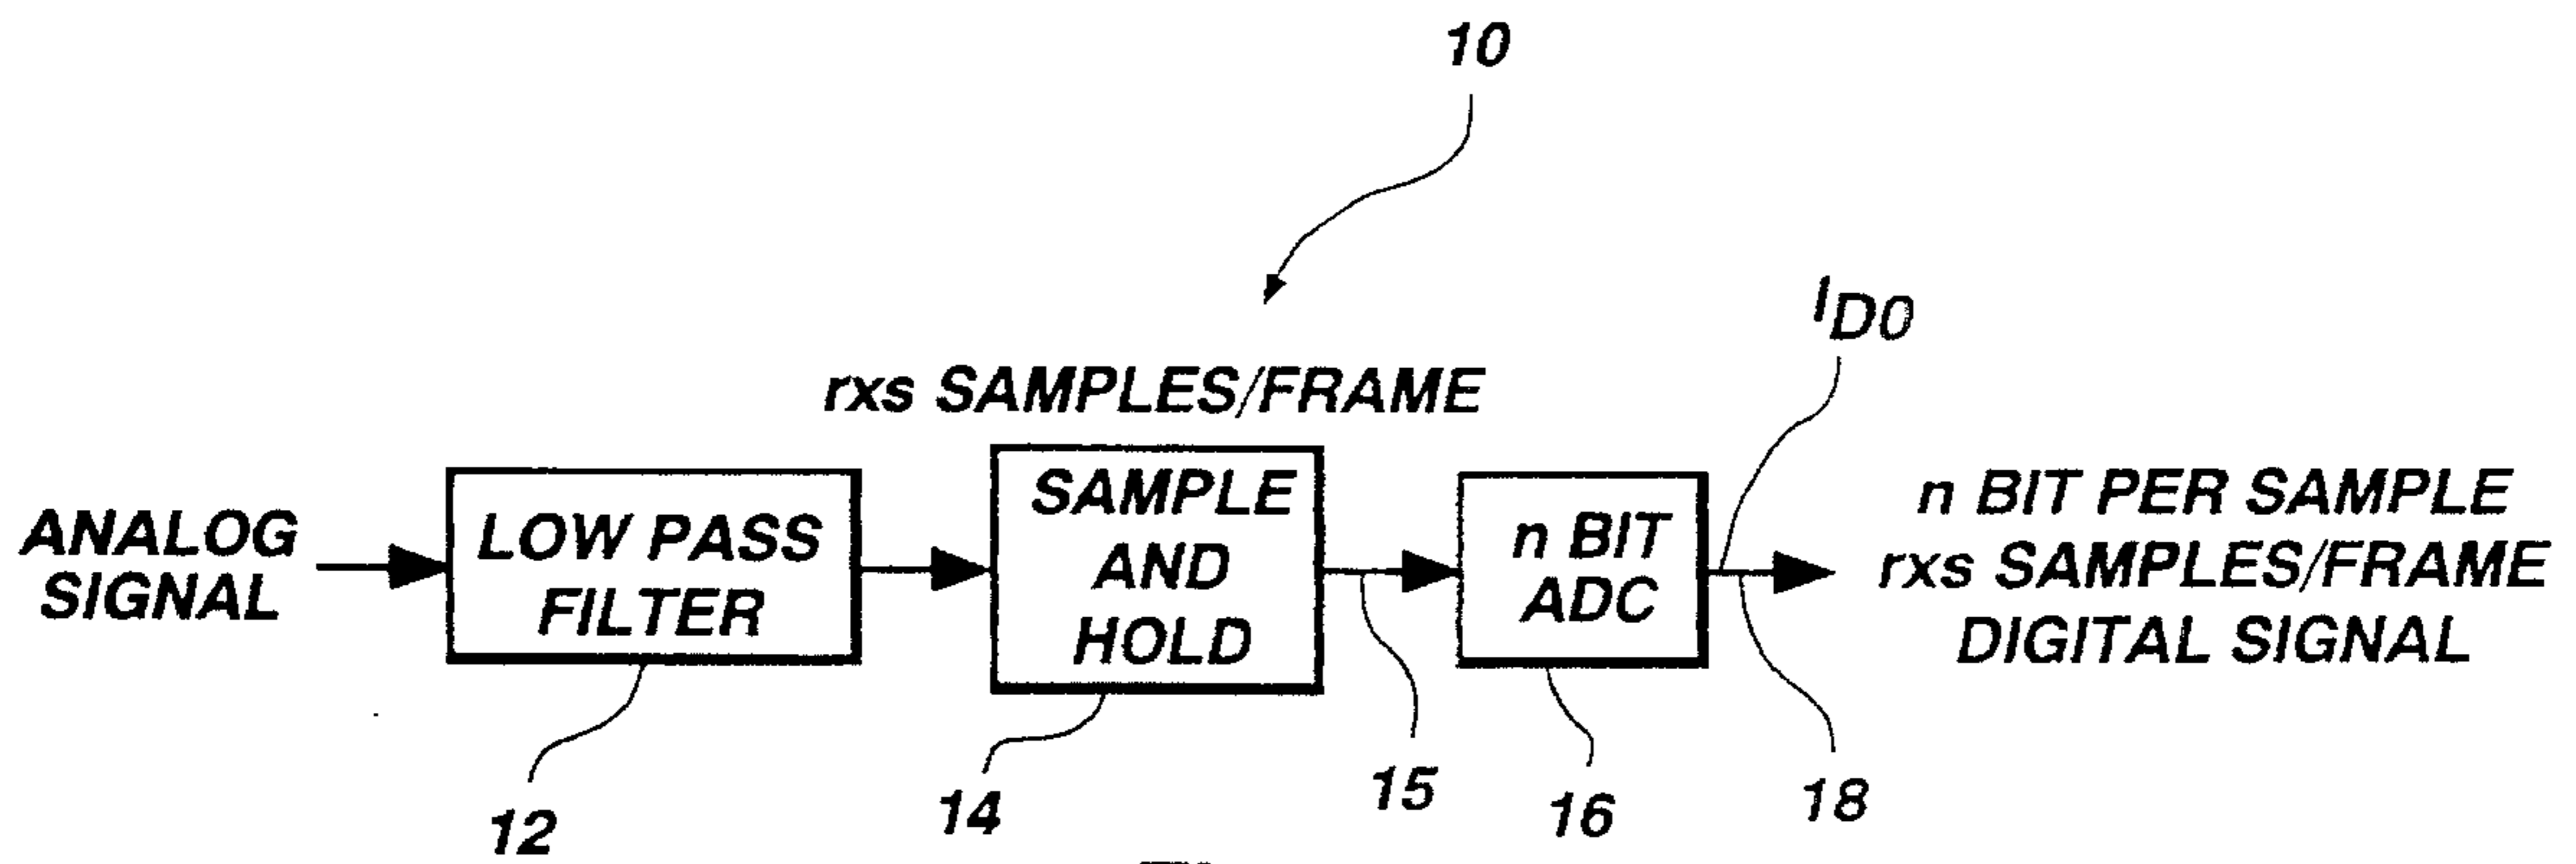 10
I_D0
rxs SAMPLES/FRAME
ANALOG
SIGNAL
LOW PASS
FILTER
SAMPLE
AND
HOLD
n BIT
ADC
n BIT PER SAMPLE
rxs SAMPLES/FRAME
DIGITAL SIGNAL
12
14
15
16
18